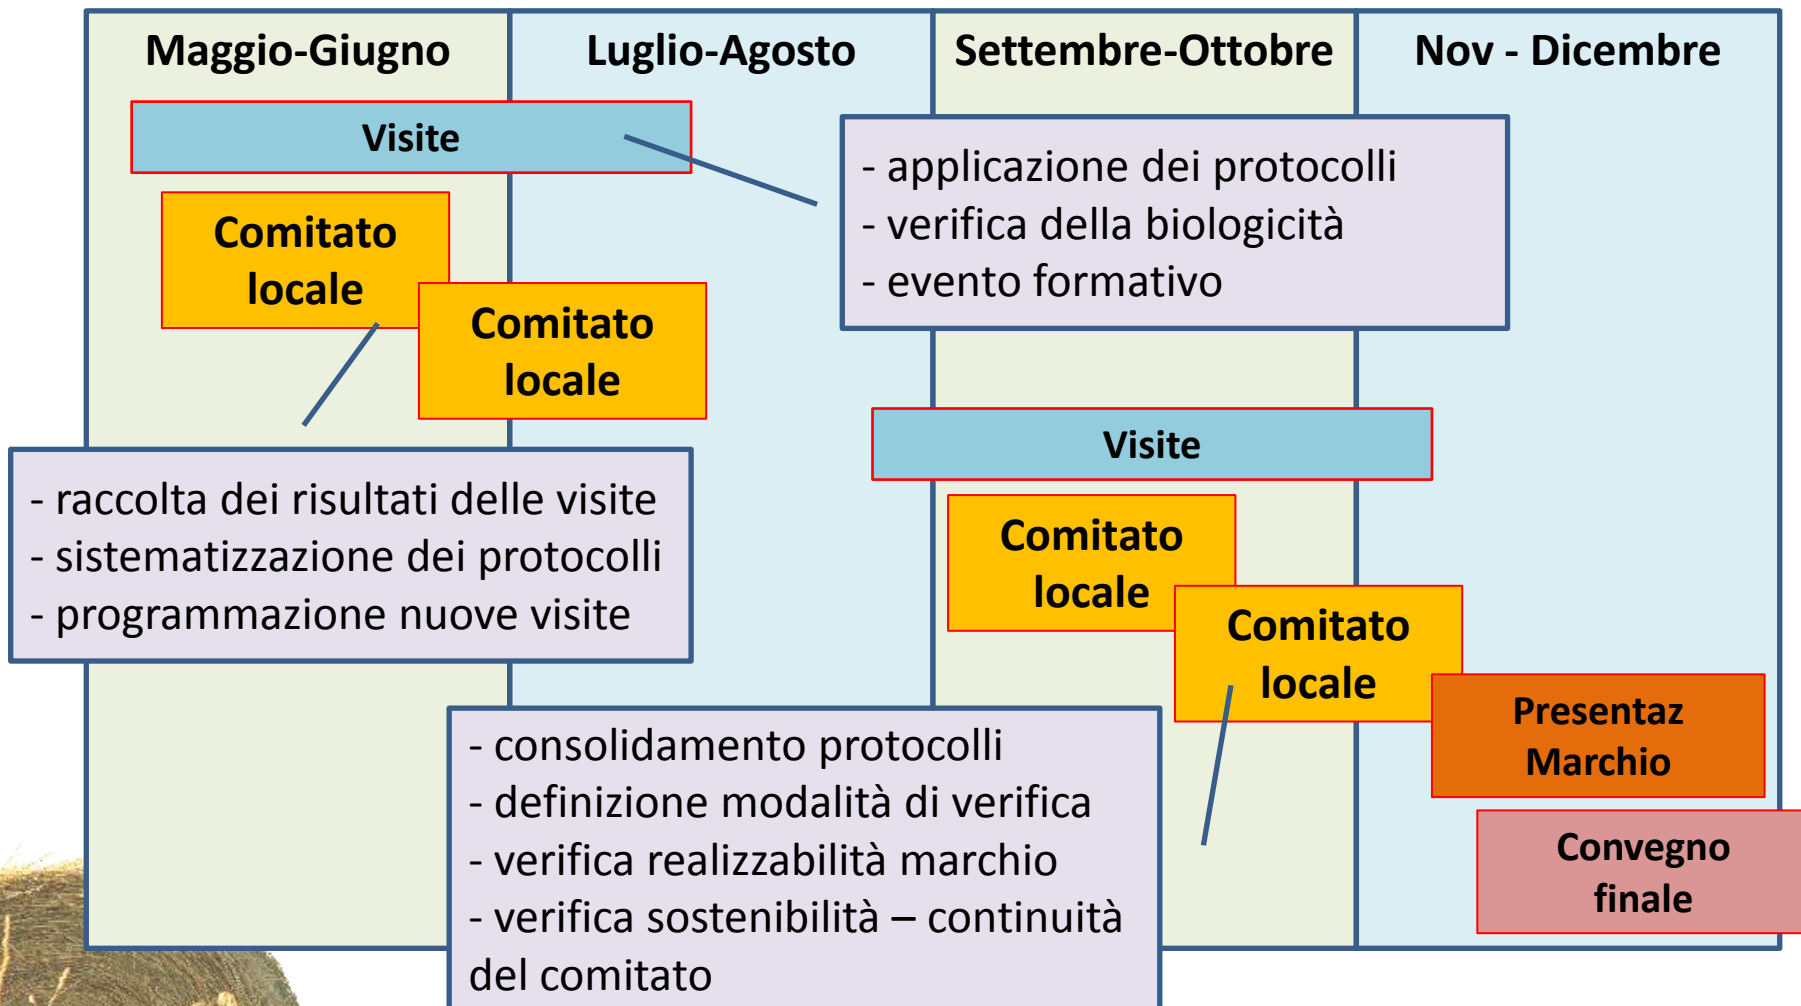 Maggio-Giugno
Luglio-Agosto
Settembre-Ottobre
Nov - Dicembre
Visite
- applicazione dei protocolli
- verifica della biologicità
- evento formativo
Comitato
locale
Comitato
locale
- raccolta dei risultati delle visite
- sistematizzazione dei protocolli
- programmazione nuove visite
Visite
Comitato
locale
Comitato
locale
- consolidamento protocolli
- definizione modalità di verifica
- verifica realizzabilità marchio
- verifica sostenibilità – continuità
del comitato
Presentaz
Marchio
Convegno
finale